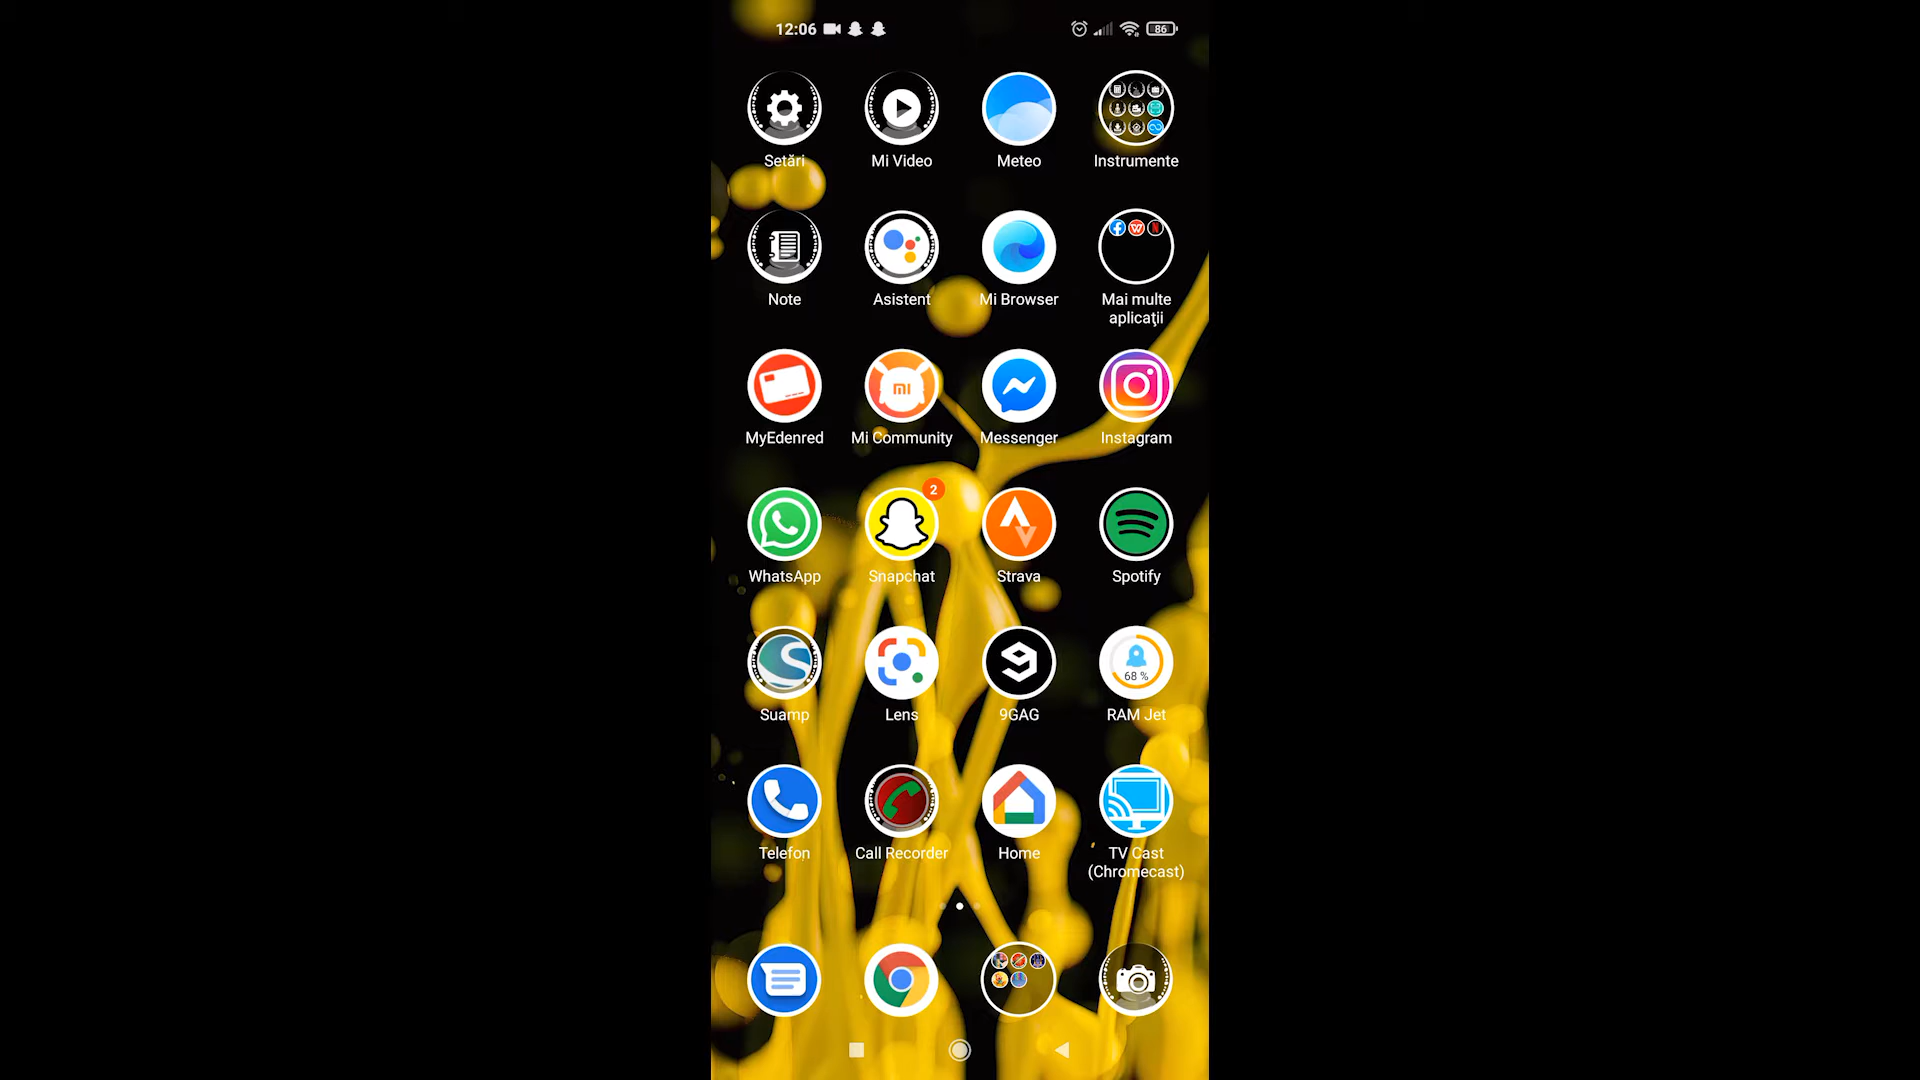 12:06 86
Setări Mi Video Meteo Instrumente
Note Asistent Mi Browser Mai multe
aplicații
MyEdenred Mi Community Messenger Instagram
2
WhatsApp Snapchat Strava Spotify
68 %
Suamp Lens 9GAG RAM Jet
Telefon Call Recorder Home TV Cast
(Chromecast)